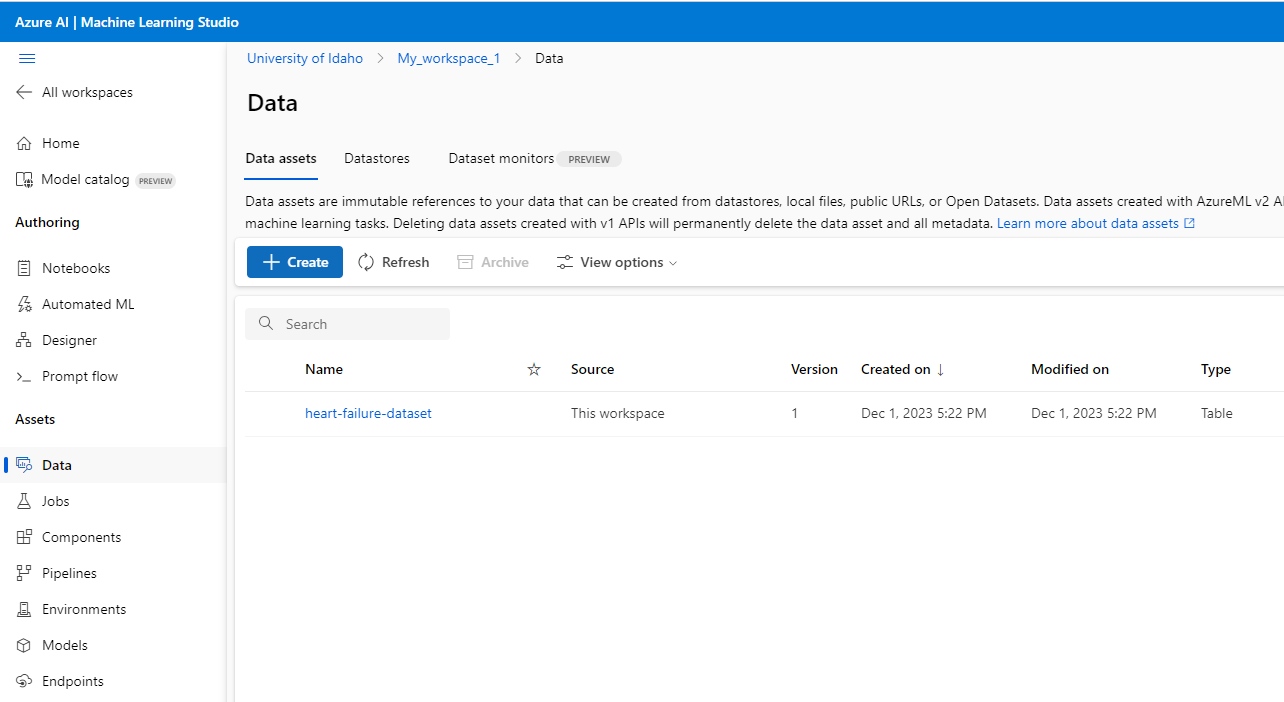 Azure AI | Machine Learning Studio
University of Idaho > My_workspace_1 > Data
All workspaces
Home
Model catalog PREVIEW
Authoring
Notebooks
Automated ML
Designer
Prompt flow
Assets
Data
Jobs
Components
Pipelines
Environments
Models
Endpoints
Data
Data assets Datastores Dataset monitors PREVIEW
Data assets are immutable references to your data that can be created from datastores, local files, public URLs, or Open Datasets. Data assets created with AzureML v2
machine learning tasks. Deleting data assets created with v1 APIs will permanently delete the data asset and all metadata. Learn more about data assets
Create Refresh Archive View options
Search
Name Source Version Created on ↓ Modified on Type
heart-failure-dataset This workspace 1 Dec 1, 2023 5:22 PM Dec 1, 2023 5:22 PM Table